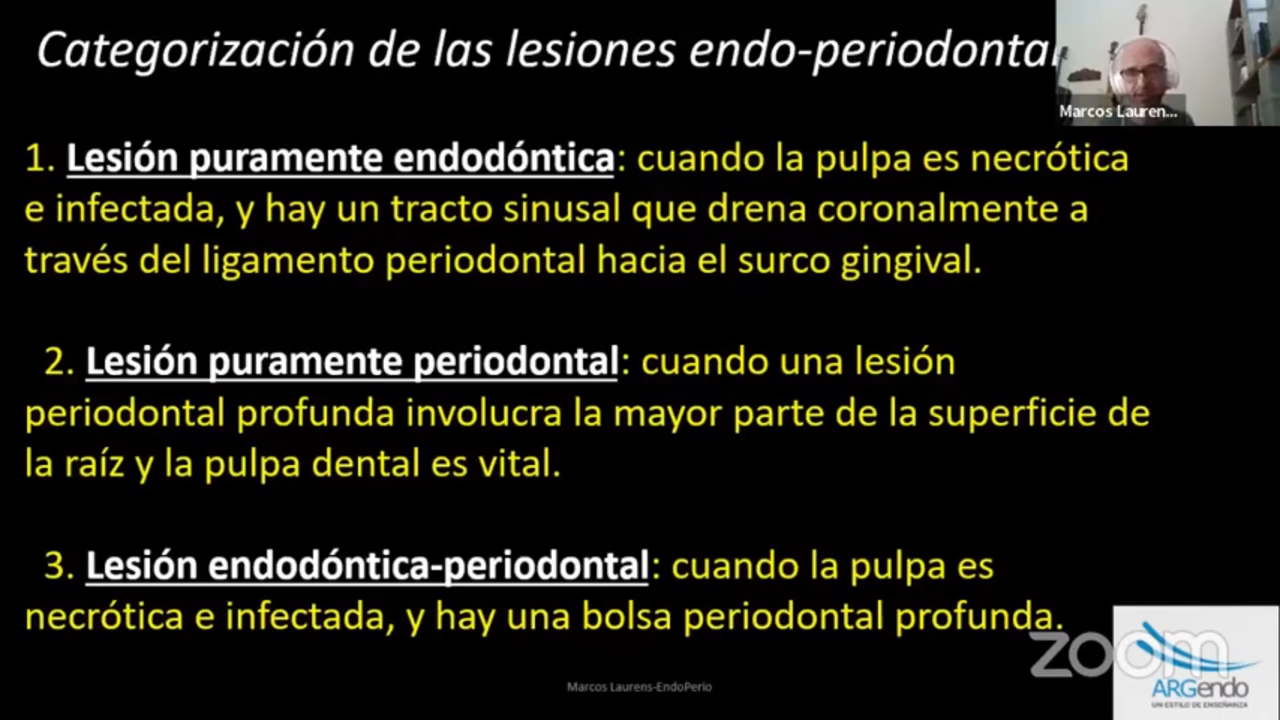 Categorización de las lesiones endo-periodontal
Marcos Lauren...
1. Lesión puramente endodóntica: cuando la pulpa es necrótica
e infectada, y hay un tracto sinusal que drena coronalmente a
través del ligamento periodontal hacia el surco gingival.
2. Lesión puramente periodontal: cuando una lesión
periodontal profunda involucra la mayor parte de la superficie de
la raíz y la pulpa dental es vital.
3. Lesión endodóntica-periodontal: cuando la pulpa es
necrótica e infectada, y hay una bolsa periodontal profunda.
zoom
Marcos Laurens-EndoPerio
ARGendo
UN ESTILO DE ENSEÑANZA